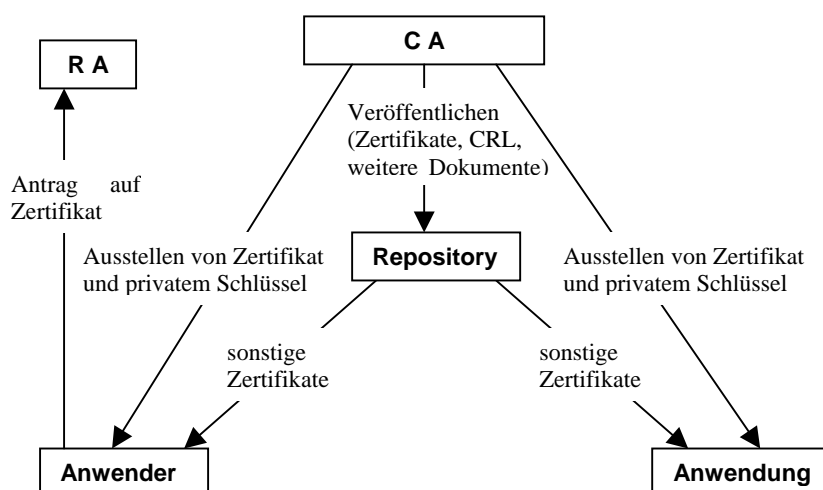 C A
R A
Veröffentlichen
(Zertifikate, CRL,
weitere Dokumente)
Antrag auf
Zertifikat
Ausstellen von Zertifikat
und privatem Schlüssel
Repository
Ausstellen von Zertifikat
und privatem Schlüssel
sonstige
Zertifikate
sonstige
Zertifikate
Anwender
Anwendung